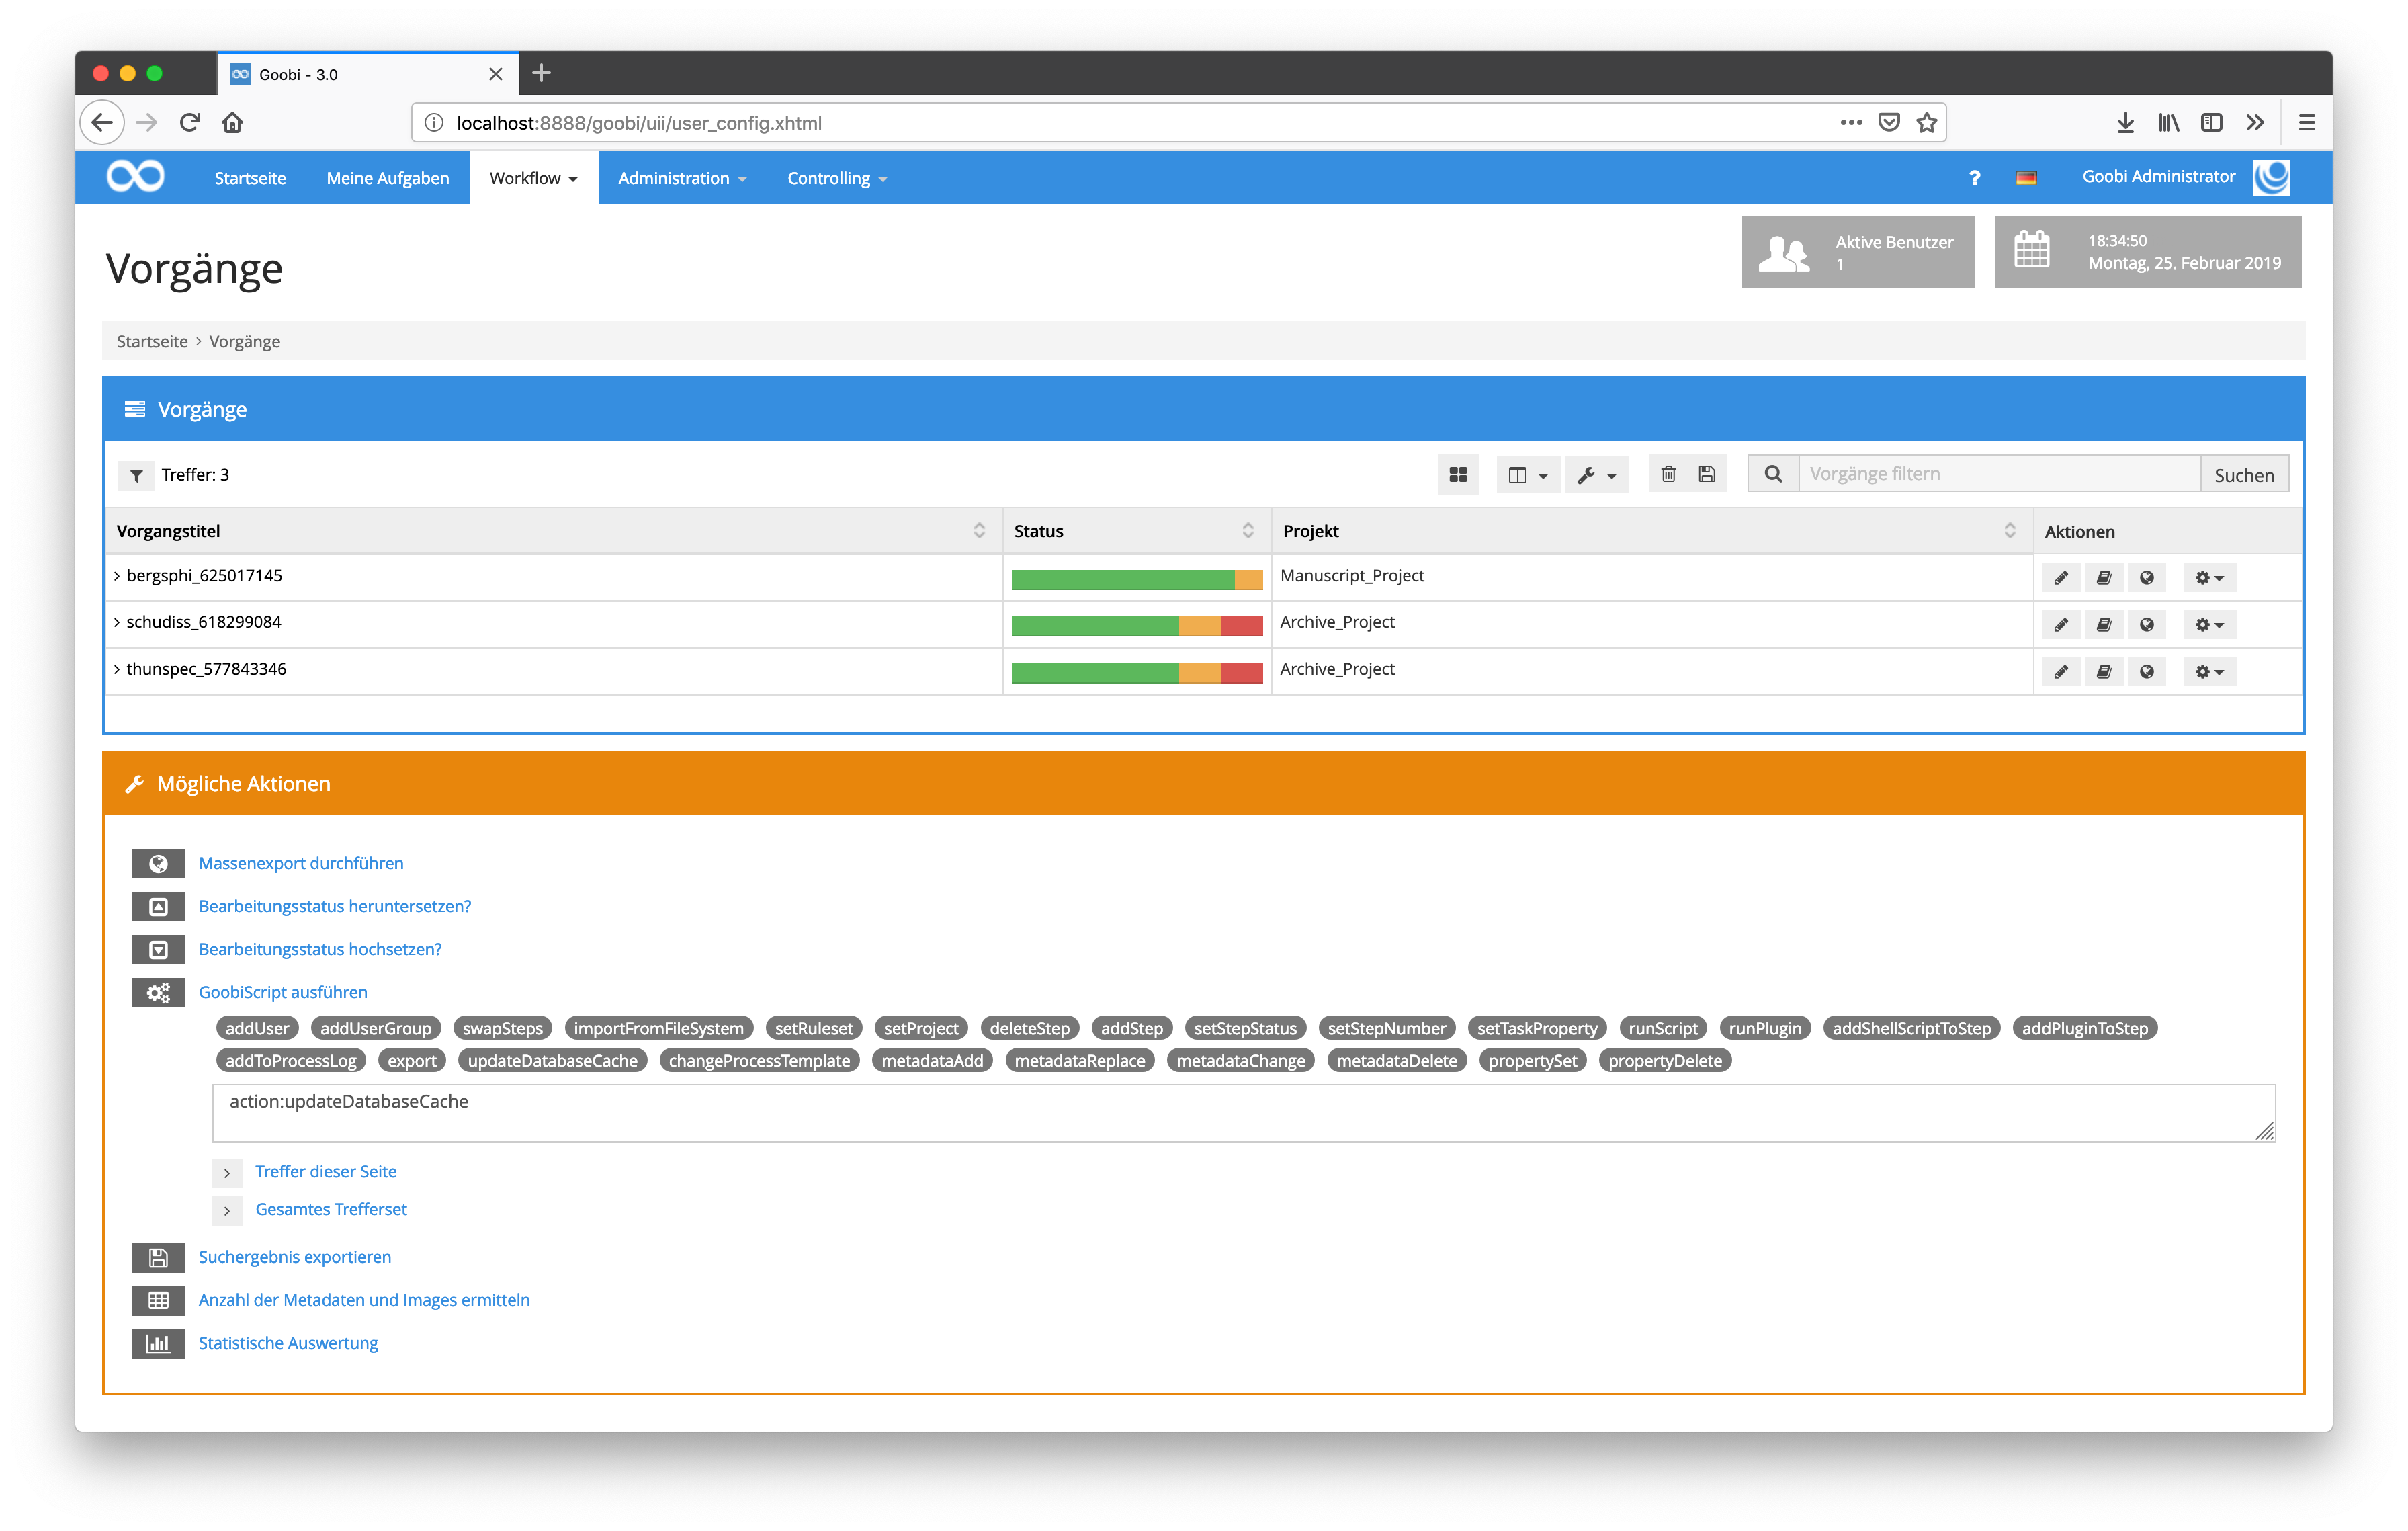 Goobi - 3.0
localhost:8888/goobi/uii/user_config.xhtml
Startseite Meine Aufgaben Workflow Administration Controlling ? Goobi Administrator
Vorgänge
Aktive Benutzer
1
18:34:50
Montag, 25. Februar 2019
Startseite > Vorgänge
Vorgänge
Treffer: 3 Vorgänge filtern Suchen
Vorgangstitel Status Projekt Aktionen
bergsphi_625017145 Manuscript_Project
schudiss_618299084 Archive_Project
thunspec_577843346 Archive_Project
Mögliche Aktionen
Massenexport durchführen
Bearbeitungsstatus heruntersetzen?
Bearbeitungsstatus hochsetzen?
GoobiScript ausführen
addUser addUserGroup swapSteps importFromFileSystem setRuleset setProject deleteStep addStep setStepStatus setStepNumber setTaskProperty runScript runPlugin addShellScriptToStep addPluginToStep
addToProcessLog export updateDatabaseCache changeProcessTemplate metadataAdd metadataReplace metadataChange metadataDelete propertySet propertyDelete
action:updateDatabaseCache
Treffer dieser Seite
Gesamtes Trefferset
Suchergebnis exportieren
Anzahl der Metadaten und Images ermitteln
Statistische Auswertung